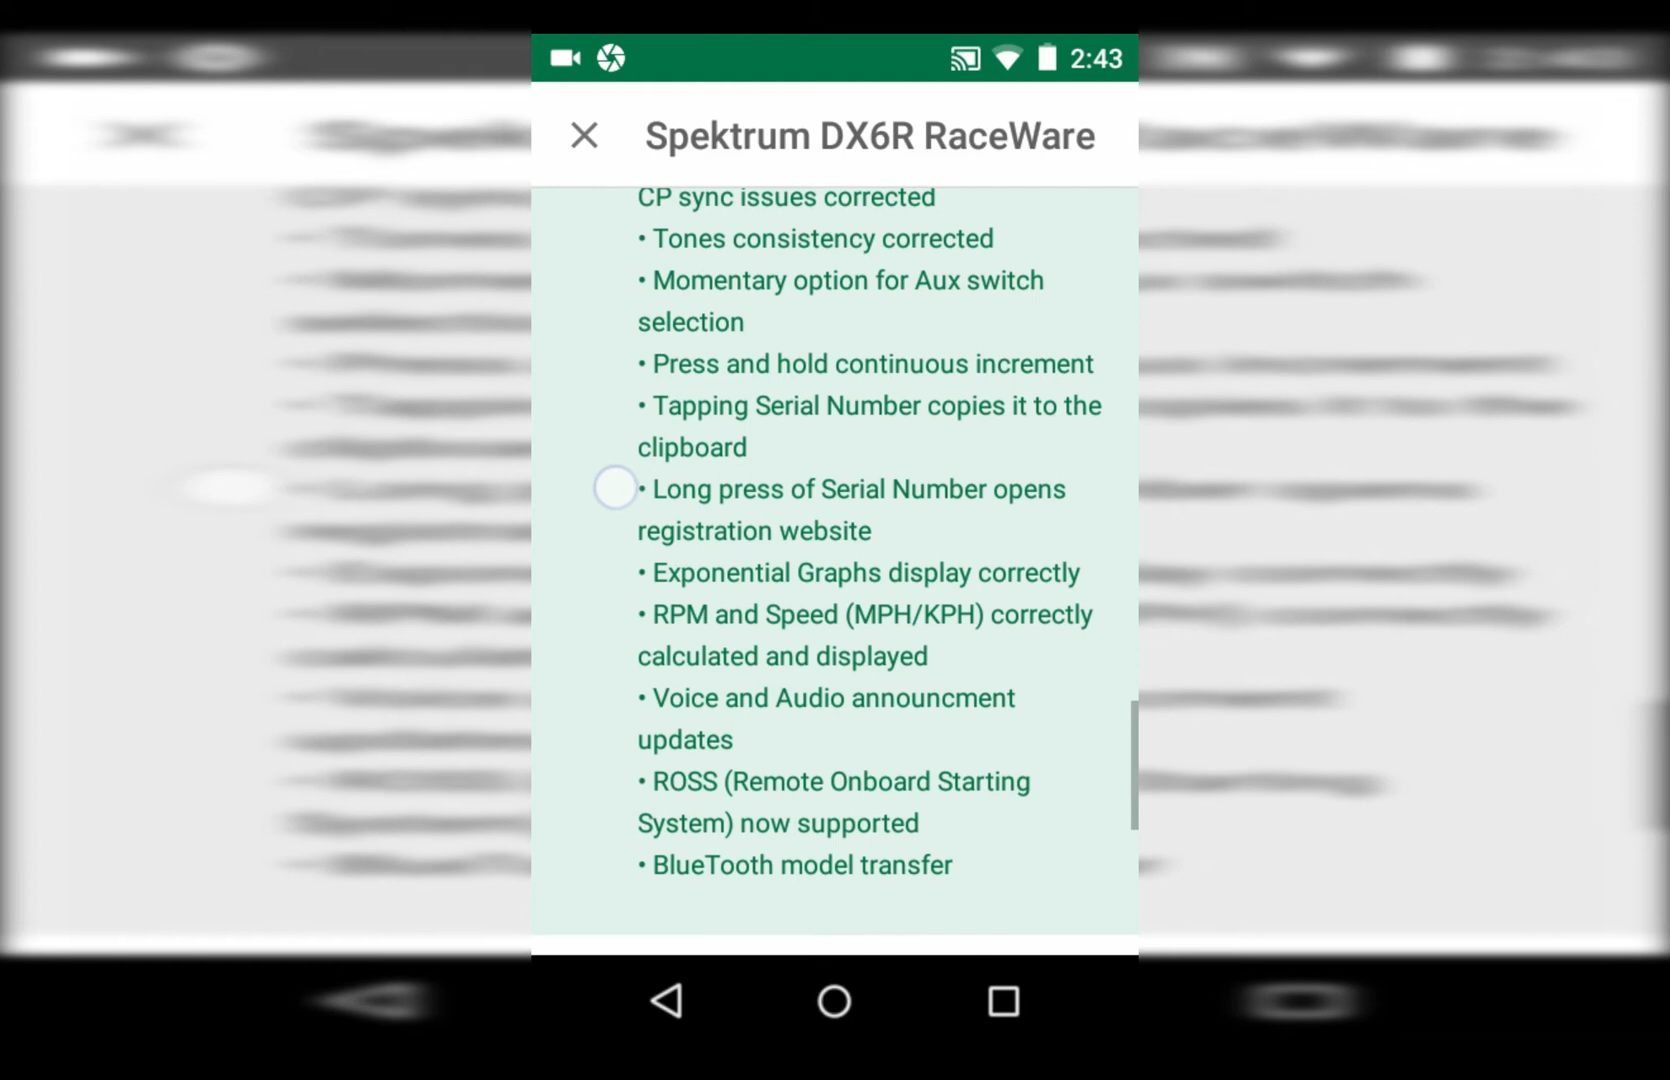 2:43
Spektrum DX6R RaceWare
CP sync issues corrected
• Tones consistency corrected
• Momentary option for Aux switch
selection
• Press and hold continuous increment
• Tapping Serial Number copies it to the
clipboard
• Long press of Serial Number opens
registration website
• Exponential Graphs display correctly
• RPM and Speed (MPH/KPH) correctly
calculated and displayed
• Voice and Audio announcment
updates
• ROSS (Remote Onboard Starting
System) now supported
• BlueTooth model transfer